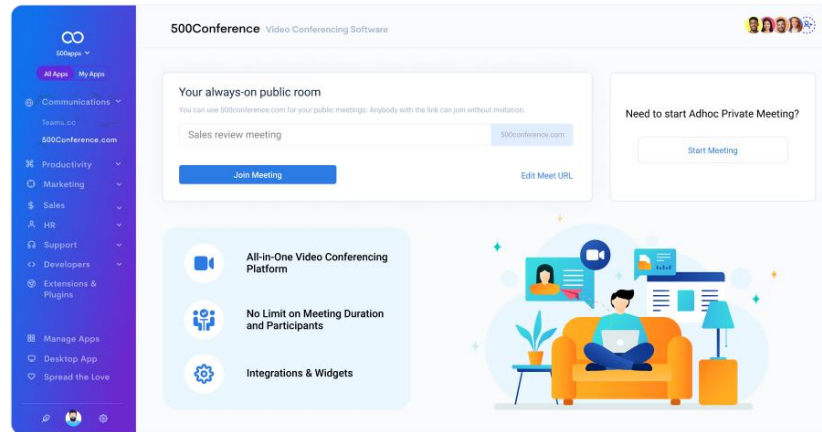 500apps
All Apps My Apps
Communications
Teams.cc
500Conference.com
Productivity
Marketing
Sales
HR
Support
Developers
Extensions &
Plugins
Manage Apps
Desktop App
Spread the Love
500Conference Video Conferencing Software
Your always-on public room
You can use 500conference.com for your public meetings. Anybody with the link can join without invitation.
Sales review meeting 500conference.com
Join Meeting Edit Meet URL
Need to start Adhoc Private Meeting?
Start Meeting
All-in-One Video Conferencing
Platform
No Limit on Meeting Duration
and Participants
Integrations & Widgets